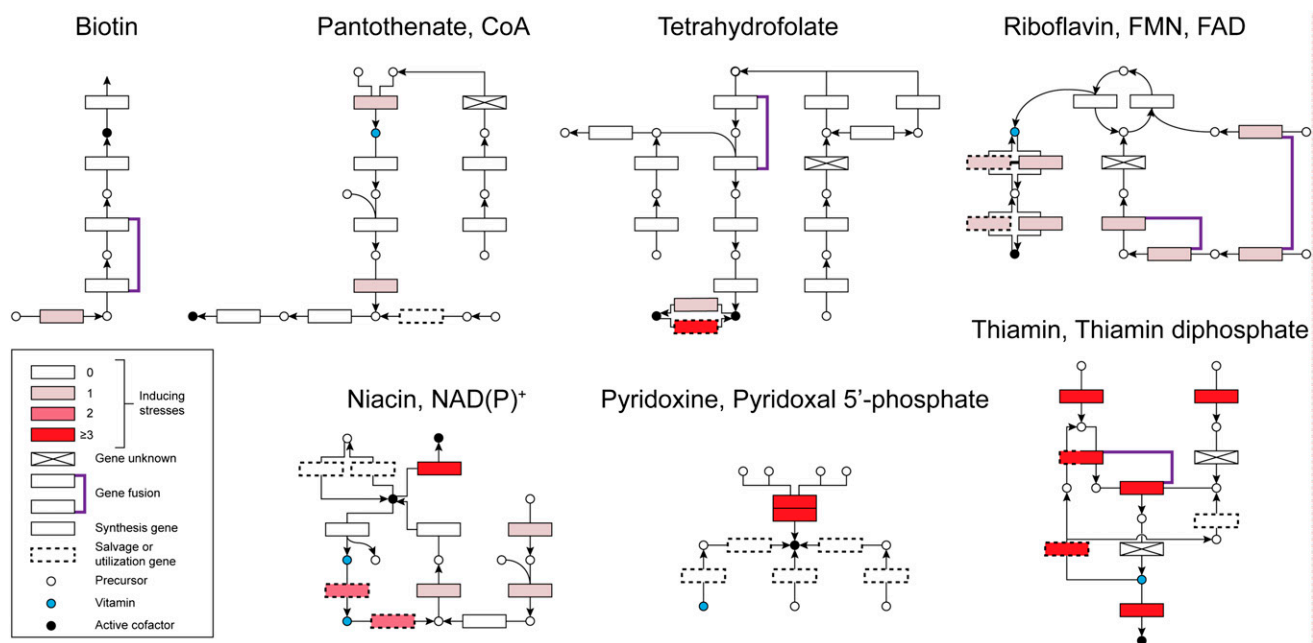 Biotin
Pantothenate, CoA
Tetrahydrofolate
Riboflavin, FMN, FAD
0
1
2
≥3
Inducing
stresses
Gene unknown
Gene fusion
Synthesis gene
Salvage or
utilization gene
Precursor
Vitamin
Active cofactor
Niacin, NAD(P)⁺
Pyridoxine, Pyridoxal 5'-phosphate
Thiamin, Thiamin diphosphate